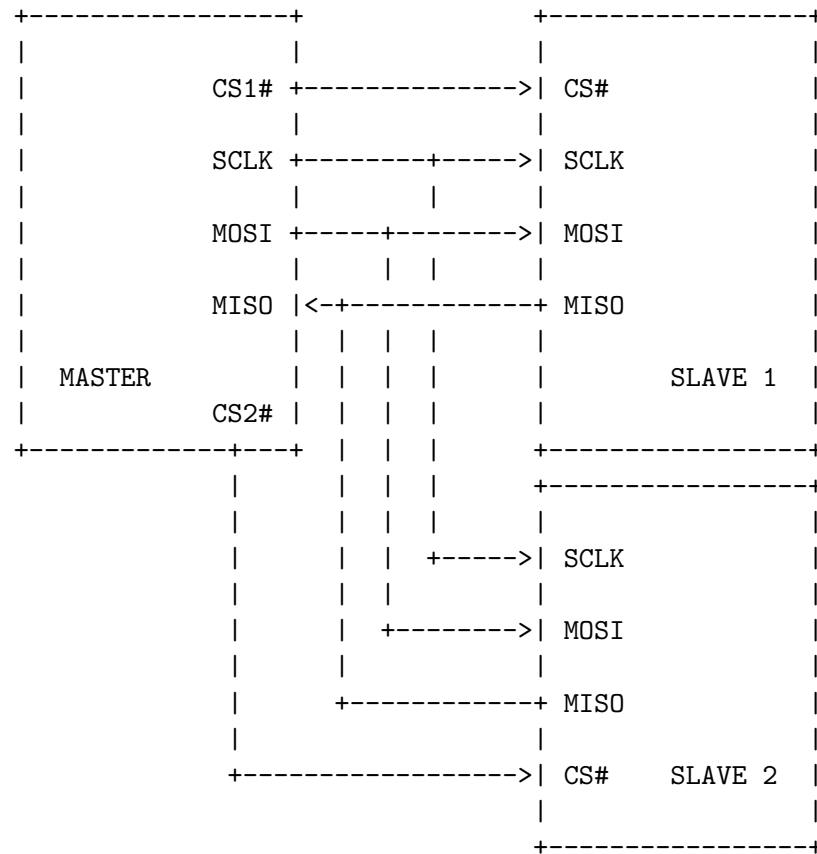 CS1# CS#
SCLK SCLK
MOSI MOSI
MISO MISO
MASTER SLAVE 1
CS2#
SCLK
MOSI
MISO
CS# SLAVE 2